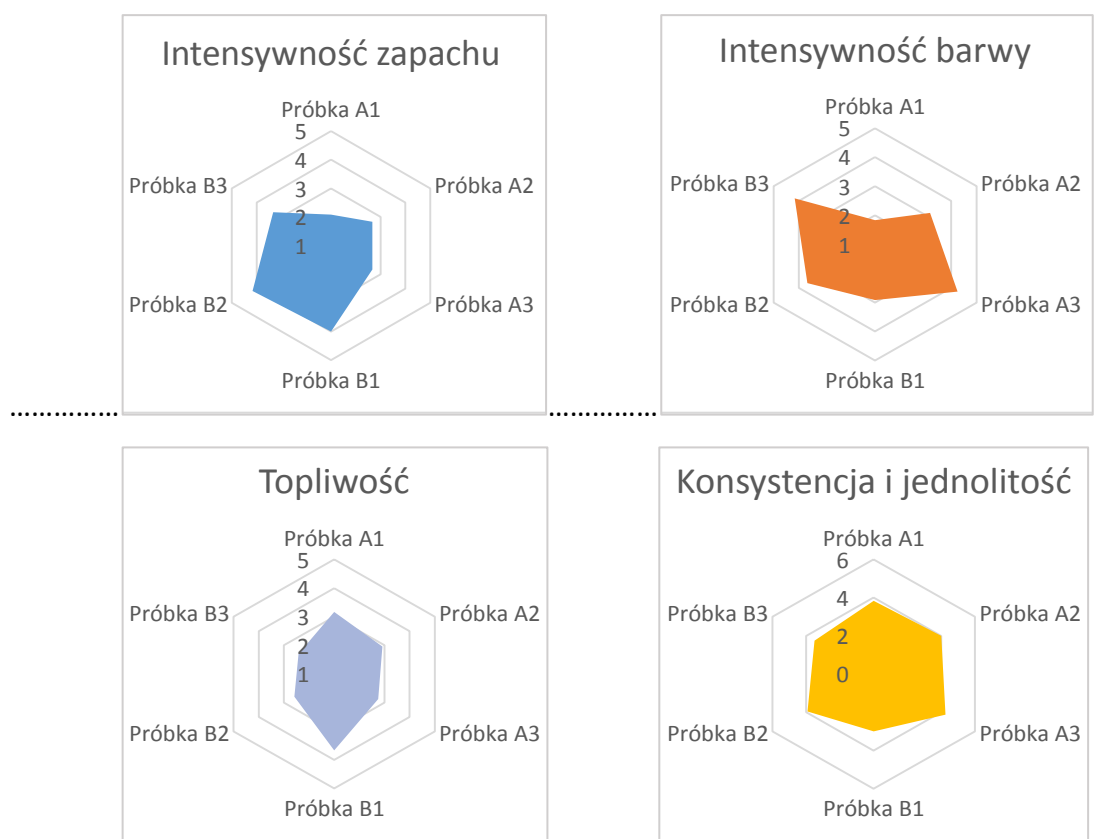 Intensywność zapachu
Próbka A1
5
4
3
2
1
Próbka A2
Próbka A3
Próbka B1
Próbka B2
Próbka B3
Intensywność barwy
Próbka A1
5
4
3
2
1
Próbka A2
Próbka A3
Próbka B1
Próbka B2
Próbka B3
……………
……………
Topliwość
Próbka A1
5
4
3
2
1
Próbka A2
Próbka A3
Próbka B1
Próbka B2
Próbka B3
Konsystencja i jednolitość
Próbka A1
6
4
2
0
Próbka A2
Próbka A3
Próbka B1
Próbka B2
Próbka B3